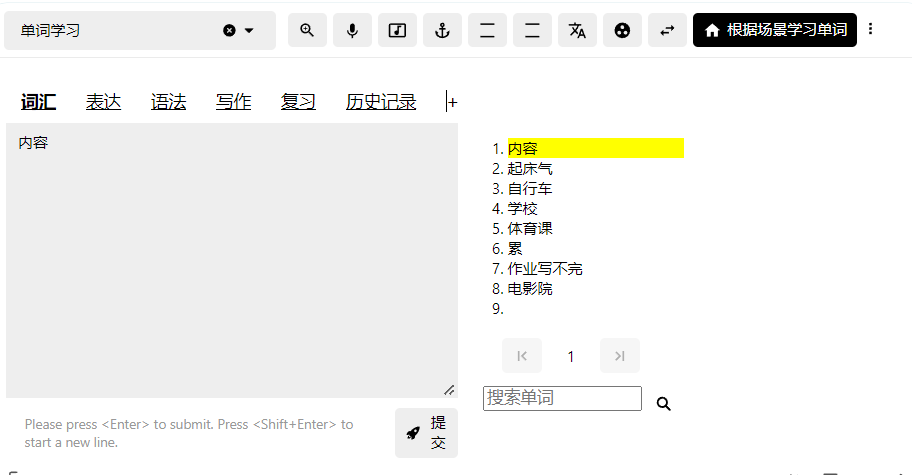 单词学习
根据场景学习单词
词汇 表达 语法 写作 复习 历史记录 +
内容
1. 内容
2. 起床气
3. 自行车
4. 学校
5. 体育课
6. 累
7. 作业写不完
8. 电影院
9.
1
搜索单词
Please press <Enter> to submit. Press <Shift+Enter> to
start a new line.
提
交